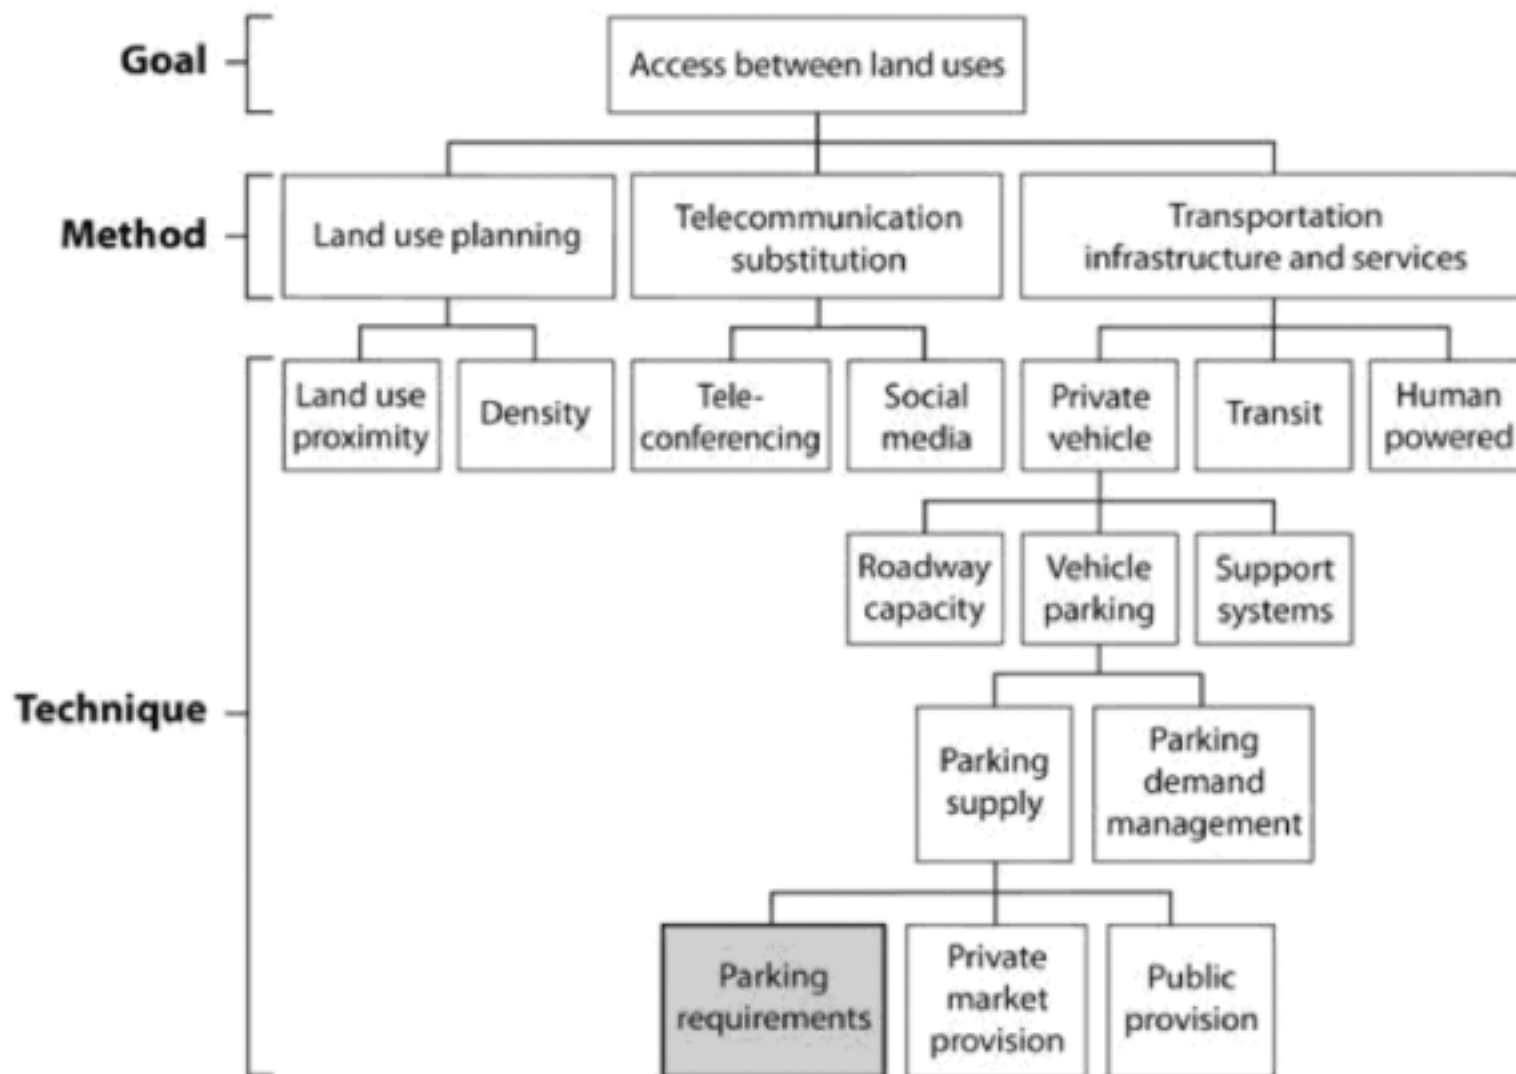 Goal
Access between land uses
Method
Land use planning
Telecommunication
substitution
Transportation
infrastructure and services
Technique
Land use
proximity
Density
Tele-
conferencing
Social
media
Private
vehicle
Transit
Human
powered
Roadway
capacity
Vehicle
parking
Support
systems
Parking
supply
Parking
demand
management
Parking
requirements
Private
market
provision
Public
provision